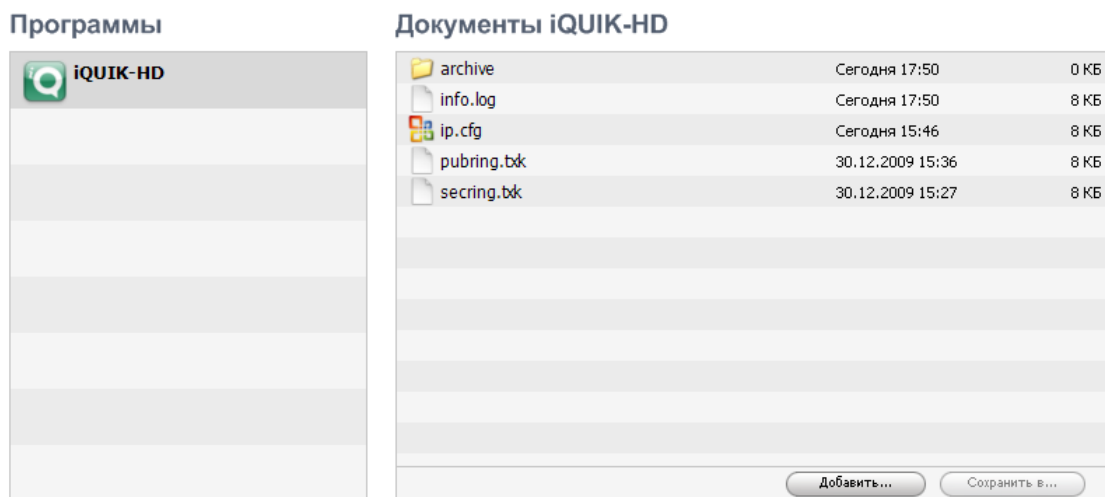 Программы
Документы iQUIK-HD
iQUIK-HD
archive Сегодня 17:50 0 КБ
info.log Сегодня 17:50 8 КБ
ip.cfg Сегодня 15:46 8 КБ
pubring.txk 30.12.2009 15:36 8 КБ
secring.txk 30.12.2009 15:27 8 КБ
Добавить... Сохранить в...